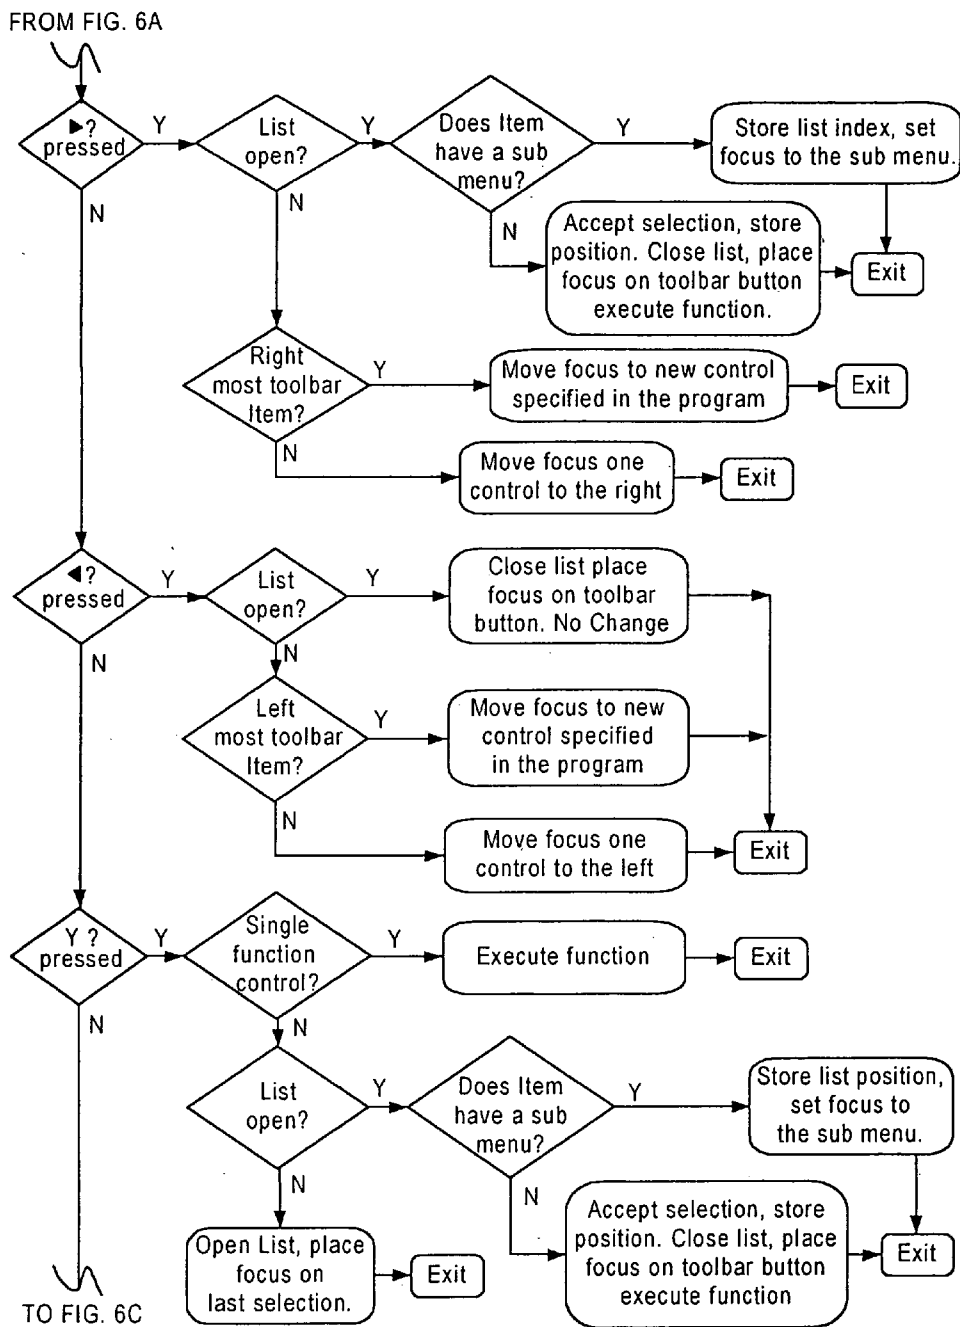 FROM FIG. 6A
▶?
pressed
Y
N
List
open?
Y
N
Does Item
have a sub
menu?
Y
N
Store list index, set
focus to the sub menu.
Accept selection, store
position. Close list, place
focus on toolbar button
execute function.
Exit
Right
most toolbar
Item?
Y
N
Move focus to new control
specified in the program
Exit
Move focus one
control to the right
Exit
◀?
pressed
Y
N
List
open?
Y
N
Close list place
focus on toolbar
button. No Change
Left
most toolbar
Item?
Y
N
Move focus to new
control specified
in the program
Move focus one
control to the left
Exit
Y ?
pressed
Y
N
Single
function
control?
Y
N
Execute function
Exit
List
open?
Y
N
Does Item
have a sub
menu?
Y
N
Store list position,
set focus to
the sub menu.
Open List, place
focus on
last selection.
Exit
Accept selection, store
position. Close list, place
focus on toolbar button
execute function
Exit
TO FIG. 6C